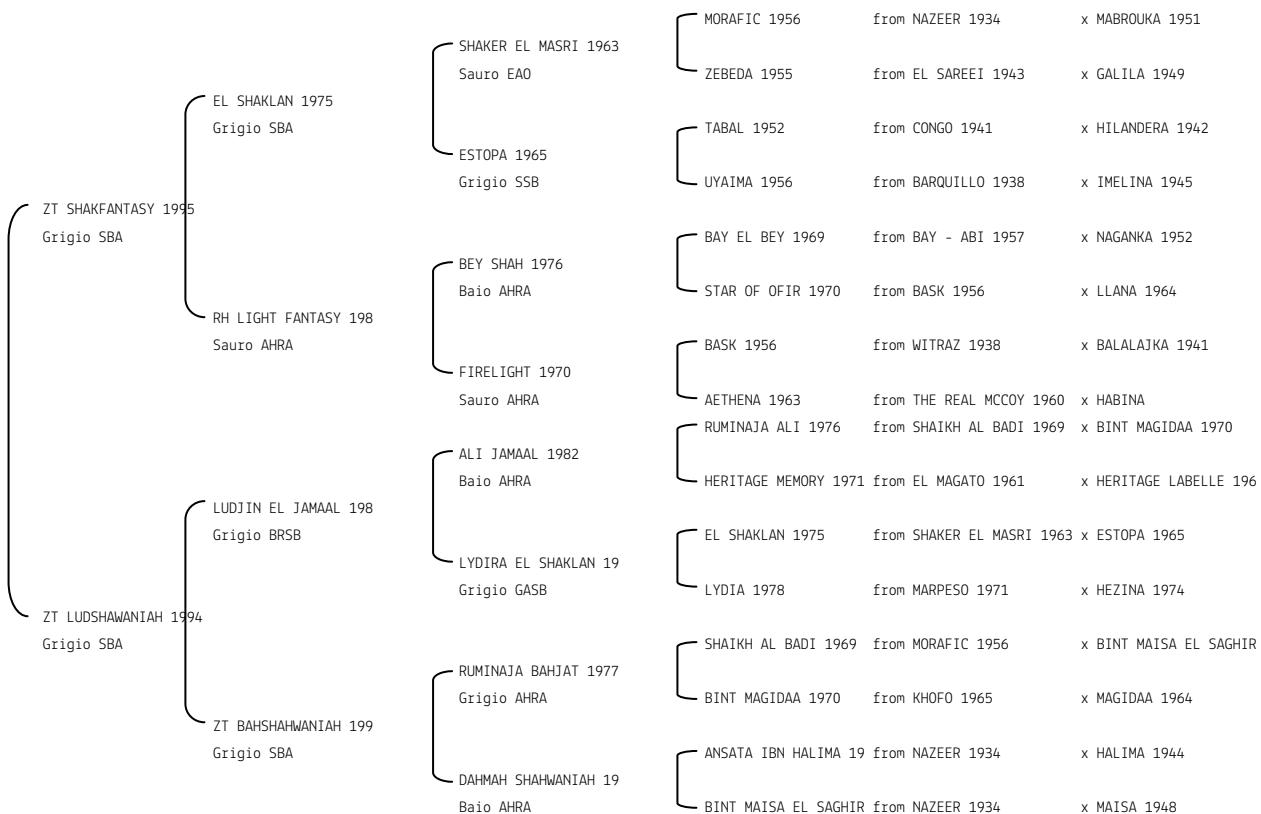 MORAFIC 1956 from NAZEER 1934 x MABROUKA 1951
SHAKER EL MASRI 1963
Sauro EAO
ZEBEDA 1955 from EL SAREEI 1943 x GALILA 1949
EL SHAKLAN 1975
Grigio SBA
TABAL 1952 from CONGO 1941 x HILANDERA 1942
ESTOPA 1965
Grigio SSB
UYAIMA 1956 from BARQUILLO 1938 x IMELINA 1945
ZT SHAKFANTASY 1995
Grigio SBA
BAY EL BEY 1969 from BAY - ABI 1957 x NAGANKA 1952
BEY SHAH 1976
Baio AHRA
STAR OF OFIR 1970 from BASK 1956 x LLANA 1964
RH LIGHT FANTASY 198
Sauro AHRA
BASK 1956 from WITRAZ 1938 x BALALAJKA 1941
FIRELIGHT 1970
Sauro AHRA
AETHENA 1963 from THE REAL MCCOY 1960 x HABINA
RUMINAJA ALI 1976 from SHAIKH AL BADI 1969 x BINT MAGIDAA 1970
ALI JAMAAL 1982
Baio AHRA
HERITAGE MEMORY 1971 from EL MAGATO 1961 x HERITAGE LABELLE 196
LUDJIN EL JAMAAL 198
Grigio BRSB
EL SHAKLAN 1975 from SHAKER EL MASRI 1963 x ESTOPA 1965
LYDIRA EL SHAKLAN 19
Grigio GASB
LYDIA 1978 from MARPESO 1971 x HEZINA 1974
ZT LUDSHAWANIAH 1994
Grigio SBA
SHAIKH AL BADI 1969 from MORAFIC 1956 x BINT MAISA EL SAGHIR
RUMINAJA BAHJAT 1977
Grigio AHRA
BINT MAGIDAA 1970 from KHOFO 1965 x MAGIDAA 1964
ZT BAHSHAHWANIAH 199
Grigio SBA
ANSATA IBN HALIMA 19 from NAZEER 1934 x HALIMA 1944
DAHMAH SHAHWANIAH 19
Baio AHRA
BINT MAISA EL SAGHIR from NAZEER 1934 x MAISA 1948